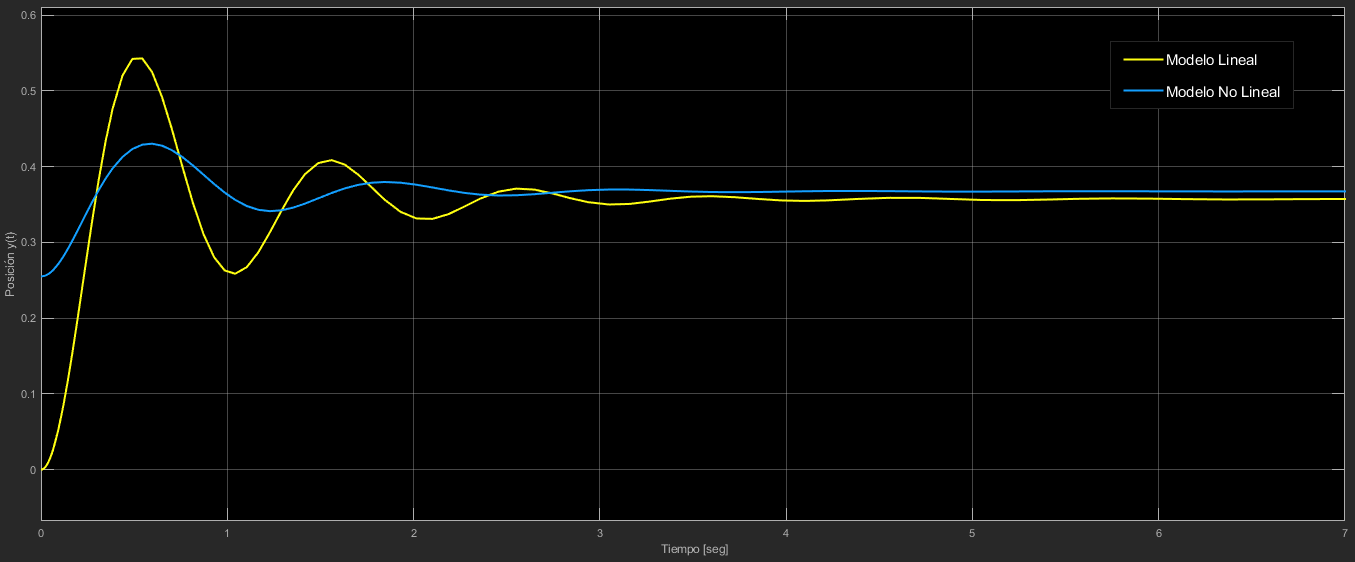 0.6
0.5
0.4
0.3
0.2
0.1
0
Posición y(t)
0 1 2 3 4 5 6 7
Tiempo [seg]
Modelo Lineal
Modelo No Lineal